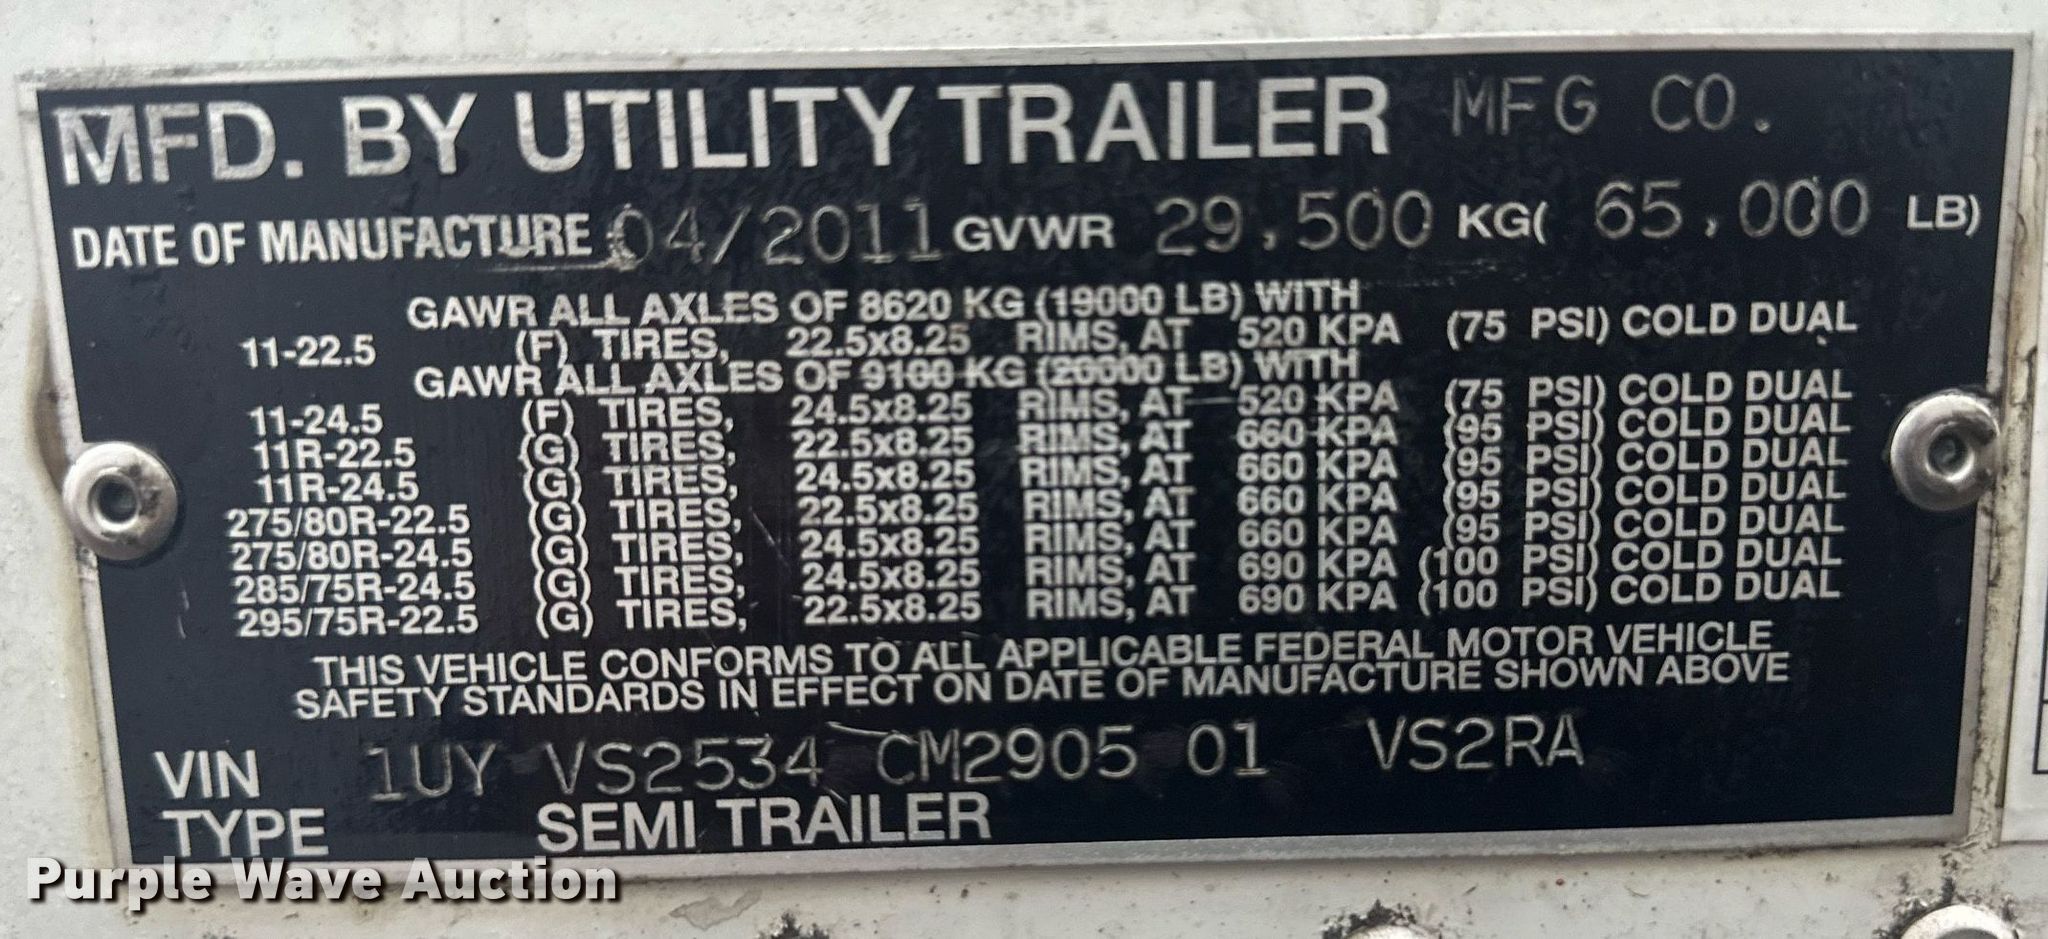 MFD. BY UTILITY TRAILER MFG CO.
DATE OF MANUFACTURE 04/2011 GVWR 29,500 KG( 65,000 LB)
GAWR ALL AXLES OF 8620 KG (19000 LB) WITH
11-22.5 (F) TIRES, 22.5x8.25 RIMS, AT 520 KPA (75 PSI) COLD DUAL
GAWR ALL AXLES OF 9100 KG (20000 LB) WITH
11-24.5 (F) TIRES, 24.5x8.25 RIMS, AT 520 KPA (75 PSI) COLD DUAL
11R-22.5 (G) TIRES, 22.5x8.25 RIMS, AT 660 KPA (95 PSI) COLD DUAL
11R-24.5 (G) TIRES, 24.5x8.25 RIMS, AT 660 KPA (95 PSI) COLD DUAL
275/80R-22.5 (G) TIRES, 22.5x8.25 RIMS, AT 660 KPA (95 PSI) COLD DUAL
275/80R-24.5 (G) TIRES, 24.5x8.25 RIMS, AT 660 KPA (95 PSI) COLD DUAL
285/75R-24.5 (G) TIRES, 24.5x8.25 RIMS, AT 690 KPA (100 PSI) COLD DUAL
295/75R-22.5 (G) TIRES, 22.5x8.25 RIMS, AT 690 KPA (100 PSI) COLD DUAL
THIS VEHICLE CONFORMS TO ALL APPLICABLE FEDERAL MOTOR VEHICLE
SAFETY STANDARDS IN EFFECT ON DATE OF MANUFACTURE SHOWN ABOVE
VIN 1UY VS2534 CM2905 01 VS2RA
TYPE SEMI TRAILER
Purple Wave Auction